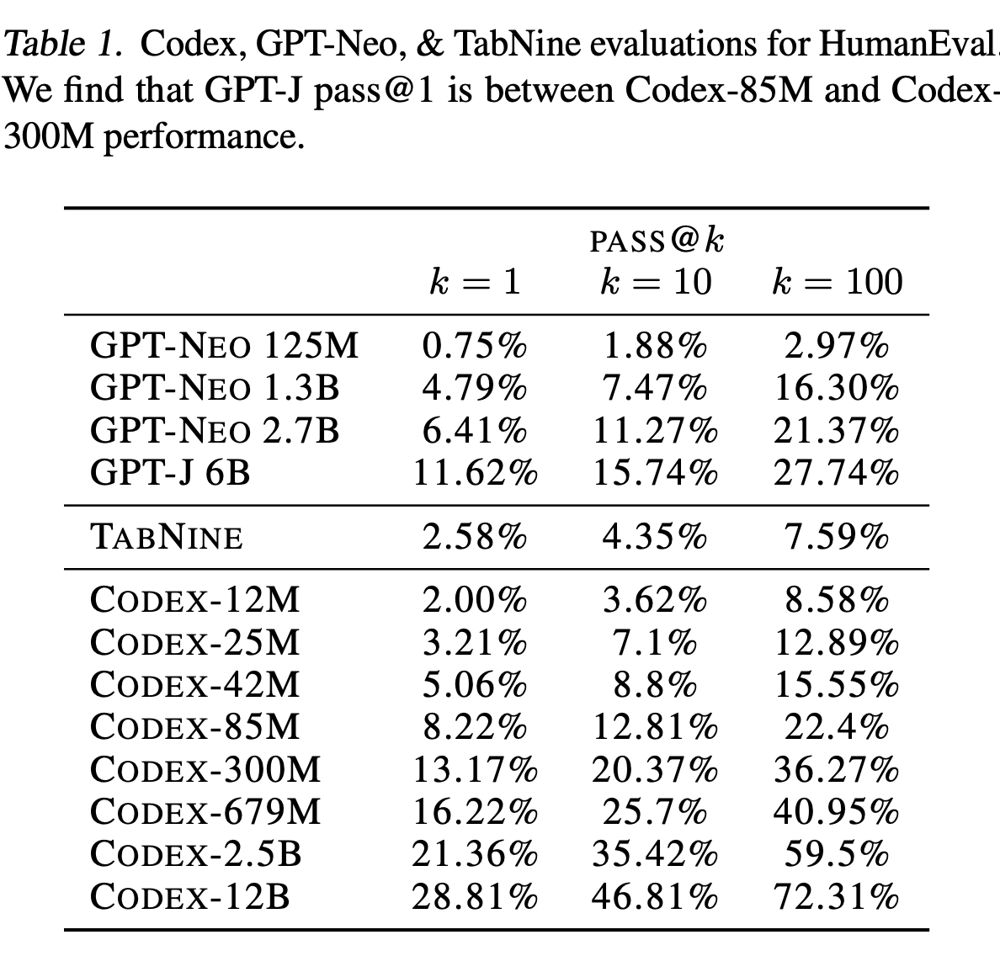 Table 1. Codex, GPT-Neo, & TabNine evaluations for HumanEval.
We find that GPT-J pass@1 is between Codex-85M and Codex-
300M performance.
PASS@k
k = 1 k = 10 k = 100
GPT-NEO 125M 0.75% 1.88% 2.97%
GPT-NEO 1.3B 4.79% 7.47% 16.30%
GPT-NEO 2.7B 6.41% 11.27% 21.37%
GPT-J 6B 11.62% 15.74% 27.74%
TABNINE 2.58% 4.35% 7.59%
CODEX-12M 2.00% 3.62% 8.58%
CODEX-25M 3.21% 7.1% 12.89%
CODEX-42M 5.06% 8.8% 15.55%
CODEX-85M 8.22% 12.81% 22.4%
CODEX-300M 13.17% 20.37% 36.27%
CODEX-679M 16.22% 25.7% 40.95%
CODEX-2.5B 21.36% 35.42% 59.5%
CODEX-12B 28.81% 46.81% 72.31%